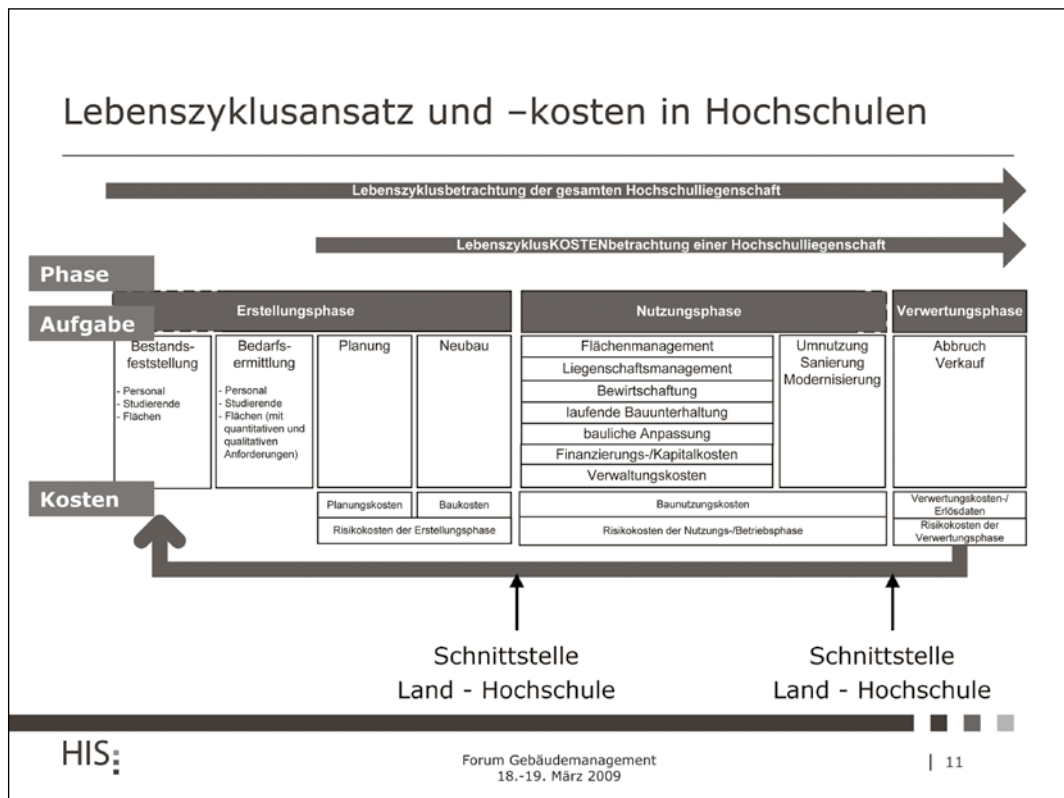 Lebenszyklusansatz und –kosten in Hochschulen
Lebenszyklusbetrachtung der gesamten Hochschulliegenschaft
LebenszyklusKOSTENbetrachtung einer Hochschulliegenschaft
Phase
Erstellungsphase
Nutzungsphase
Verwertungsphase
Aufgabe
Bestands-
feststellung
- Personal
- Studierende
- Flächen
Bedarfs-
ermittlung
- Personal
- Studierende
- Flächen (mit
quantitativen und
qualitativen
Anforderungen)
Planung
Neubau
Flächenmanagement
Liegenschaftsmanagement
Bewirtschaftung
laufende Bauunterhaltung
bauliche Anpassung
Finanzierungs-/Kapitalkosten
Verwaltungskosten
Umnutzung
Sanierung
Modernisierung
Abbruch
Verkauf
Kosten
Planungskosten
Baukosten
Baunutzungskosten
Verwertungskosten-/
Erlösdaten
Risikokosten der Erstellungsphase
Risikokosten der Nutzungs-/Betriebsphase
Risikokosten der
Verwertungsphase
Schnittstelle
Land - Hochschule
Schnittstelle
Land - Hochschule
HIS
Forum Gebäudemanagement
18.-19. März 2009
| 11